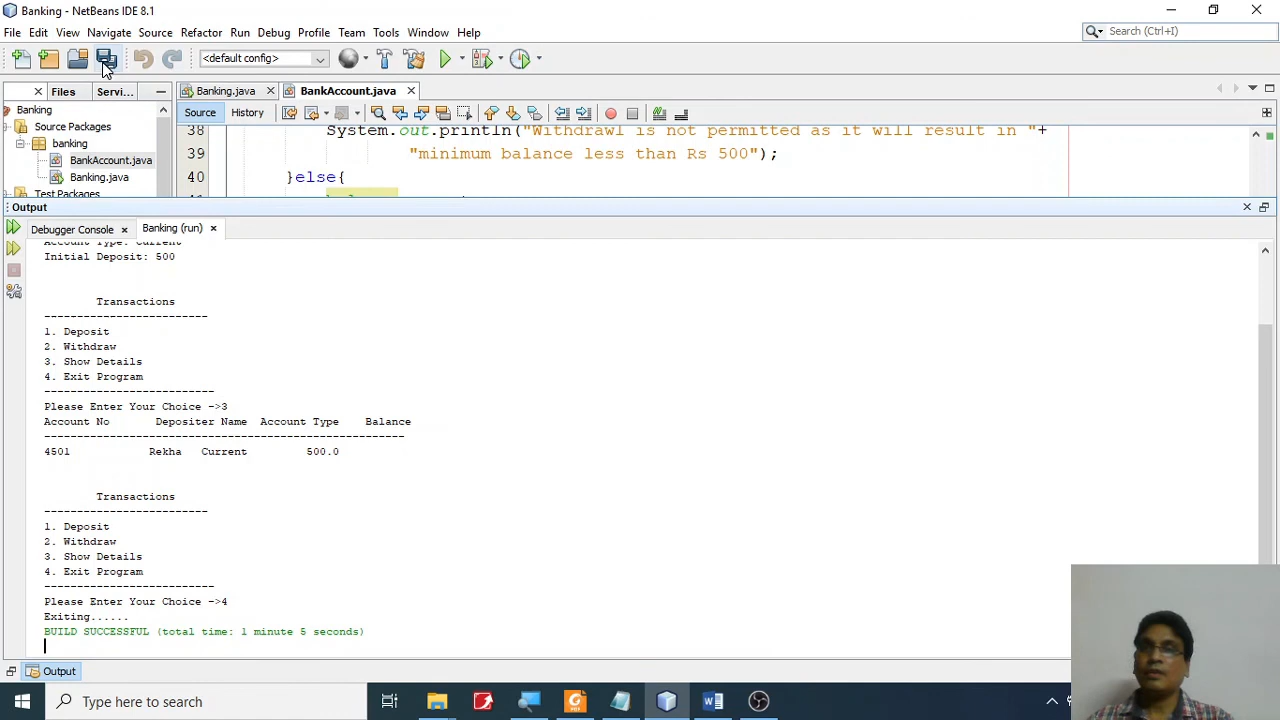 Banking - NetBeans IDE 8.1
File Edit View Navigate Source Refactor Run Debug Profile Team Tools Window Help
Search (Ctrl+I)
<default config>
Files Servi... Banking.java BankAccount.java
Banking
Source Packages
banking
BankAccount.java
Banking.java
Test Packages
Source History
38 System.out.println("Withdrawl is not permitted as it will result in "+
39 "minimum balance less than Rs 500");
40 }else{
Output
Debugger Console Banking (run)
Account Type: Current
Initial Deposit: 500
Transactions
-------------------------
1. Deposit
2. Withdraw
3. Show Details
4. Exit Program
--------------------------
Please Enter Your Choice ->3
Account No Depositer Name Account Type Balance
-------------------------------------------------------
4501 Rekha Current 500.0
Transactions
-------------------------
1. Deposit
2. Withdraw
3. Show Details
4. Exit Program
--------------------------
Please Enter Your Choice ->4
Exiting......
BUILD SUCCESSFUL (total time: 1 minute 5 seconds)
Output
Type here to search